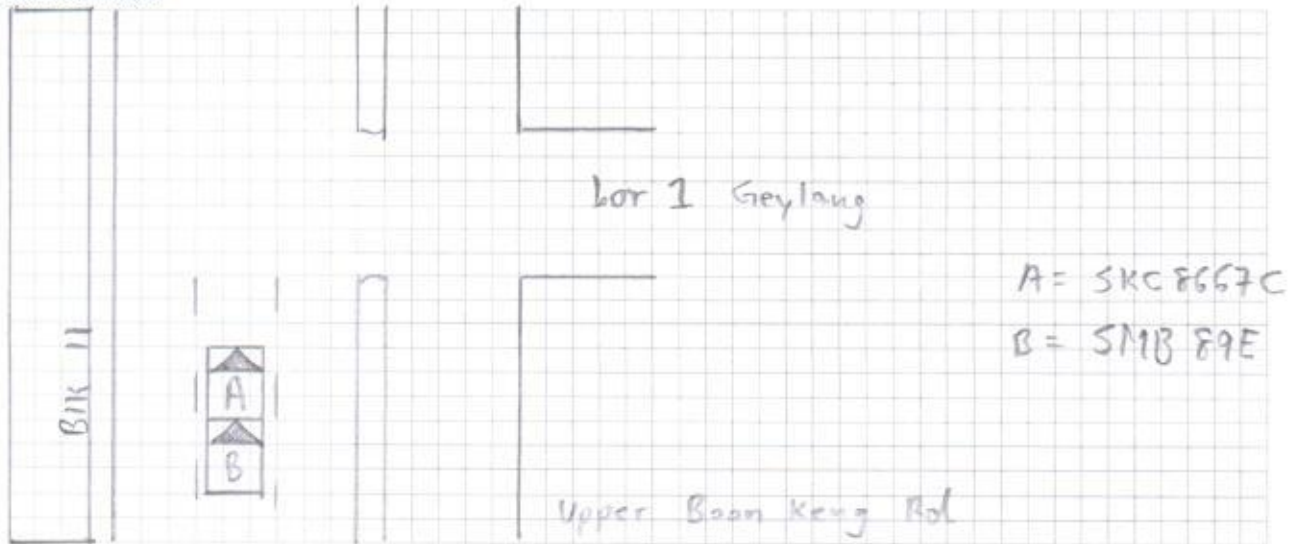 Lor 1 Geylang
A = SKC 8667C
B = SMB 89E
Blk 11
A
B
Upper Boon Keng Rd